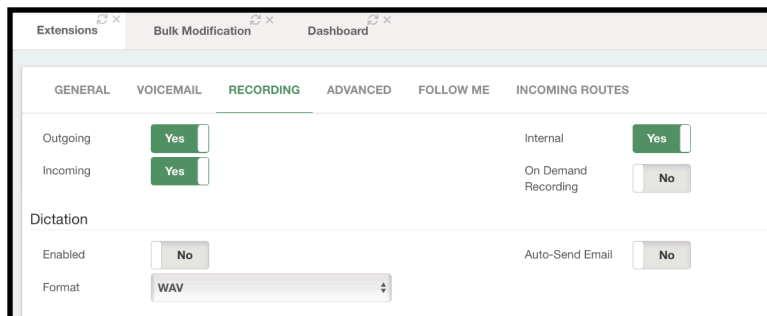 Extensions
Bulk Modification
Dashboard
GENERAL VOICEMAIL RECORDING ADVANCED FOLLOW ME INCOMING ROUTES
Outgoing Yes
Internal Yes
Incoming Yes
On Demand
Recording
No
Dictation
Enabled No
Auto-Send Email No
Format WAV